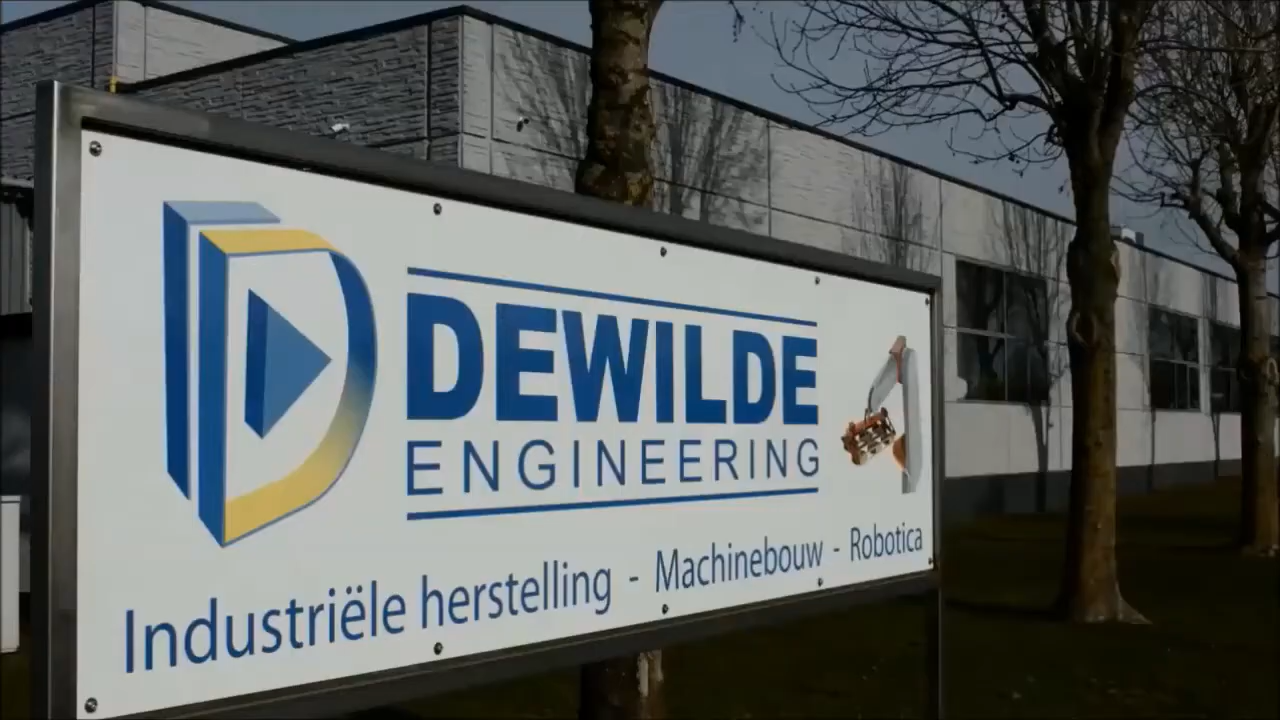 DEWILDE
ENGINEERING
Industriële herstelling - Machinebouw - Robotica